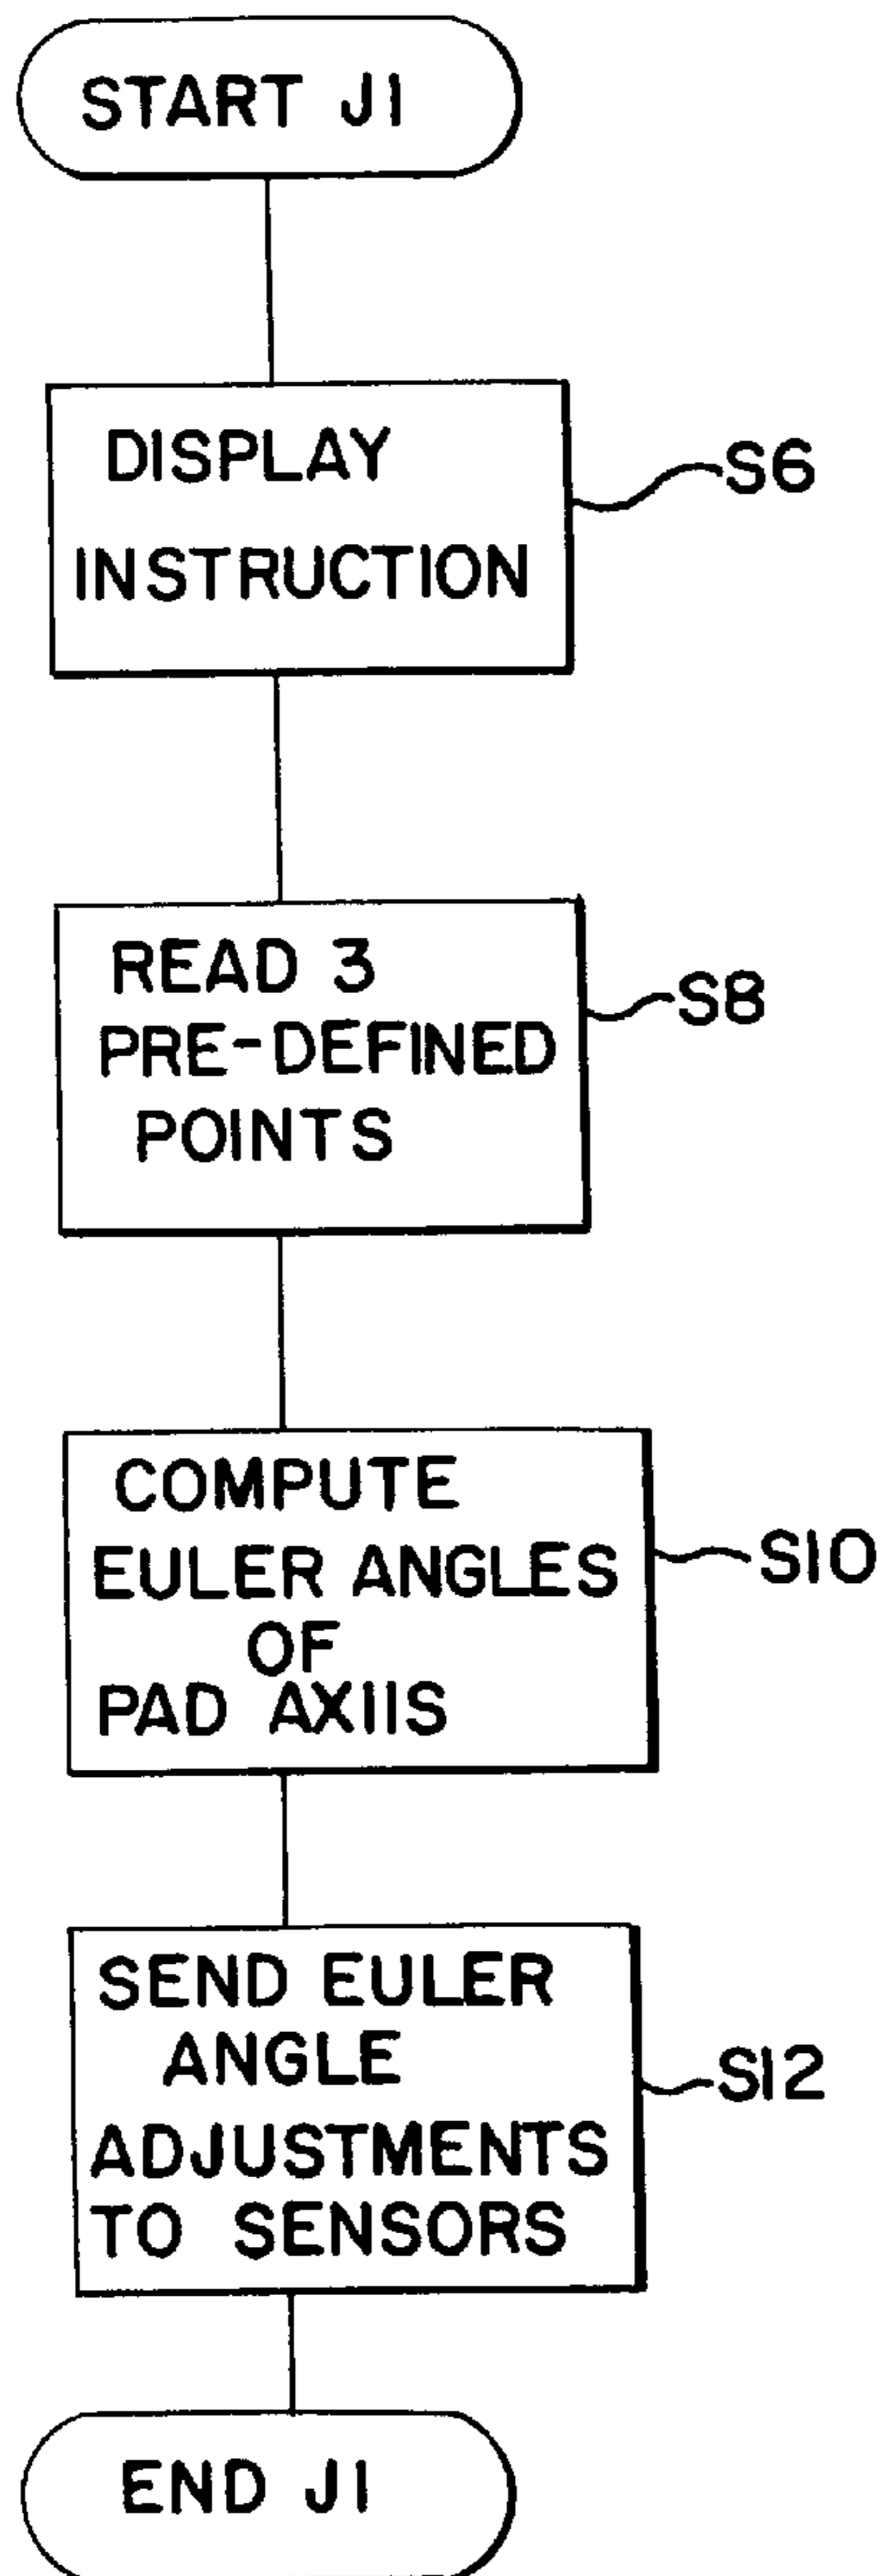 START J1
DISPLAY
INSTRUCTION
S6
READ 3
PRE-DEFINED
POINTS
S8
COMPUTE
EULER ANGLES
OF
PAD AXIIS
S10
SEND EULER
ANGLE
ADJUSTMENTS
TO SENSORS
S12
END J1